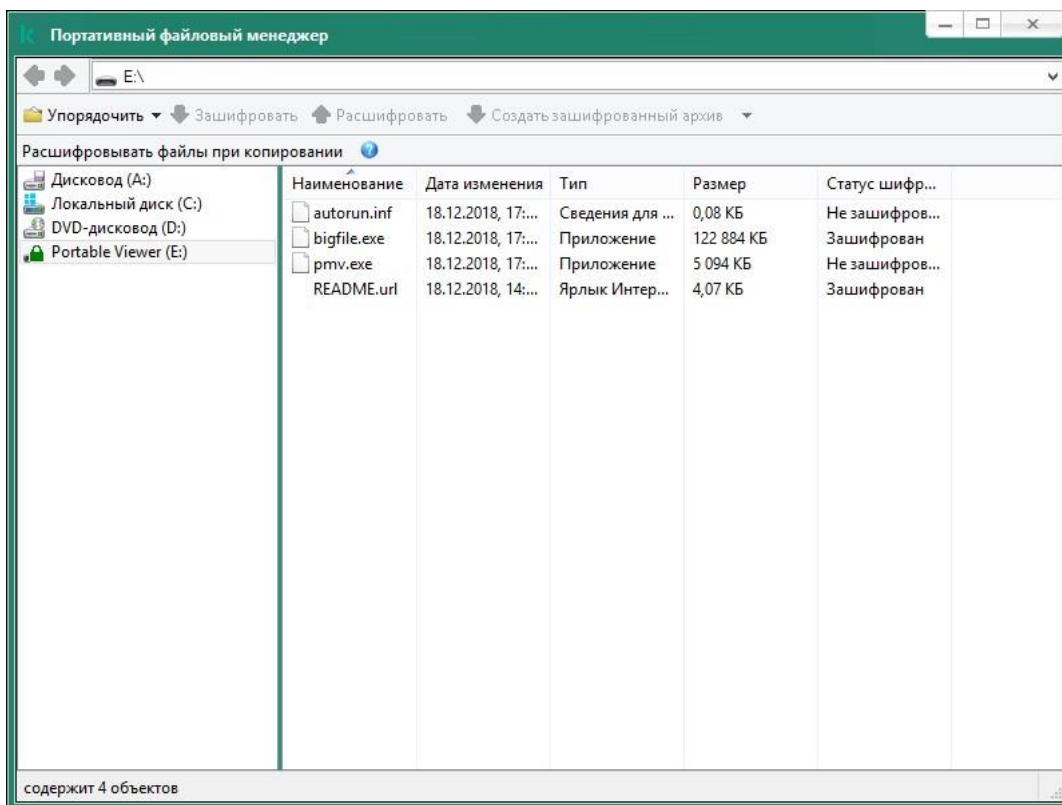 Портативный файловый менеджер
E:\
Упорядочить Зашифровать Расшифровать Создать зашифрованный архив
Расшифровывать файлы при копировании
Дисковод (A:)
Локальный диск (C:)
DVD-дисковод (D:)
Portable Viewer (E:)
Наименование Дата изменения Тип Размер Статус шифр...
autorun.inf 18.12.2018, 17:... Сведения для ... 0,08 КБ Не зашифров...
bigfile.exe 18.12.2018, 17:... Приложение 122 884 КБ Зашифрован
pmv.exe 18.12.2018, 17:... Приложение 5 094 КБ Не зашифров...
README.url 18.12.2018, 14:... Ярлык Интер... 4,07 КБ Зашифрован
содержит 4 объектов